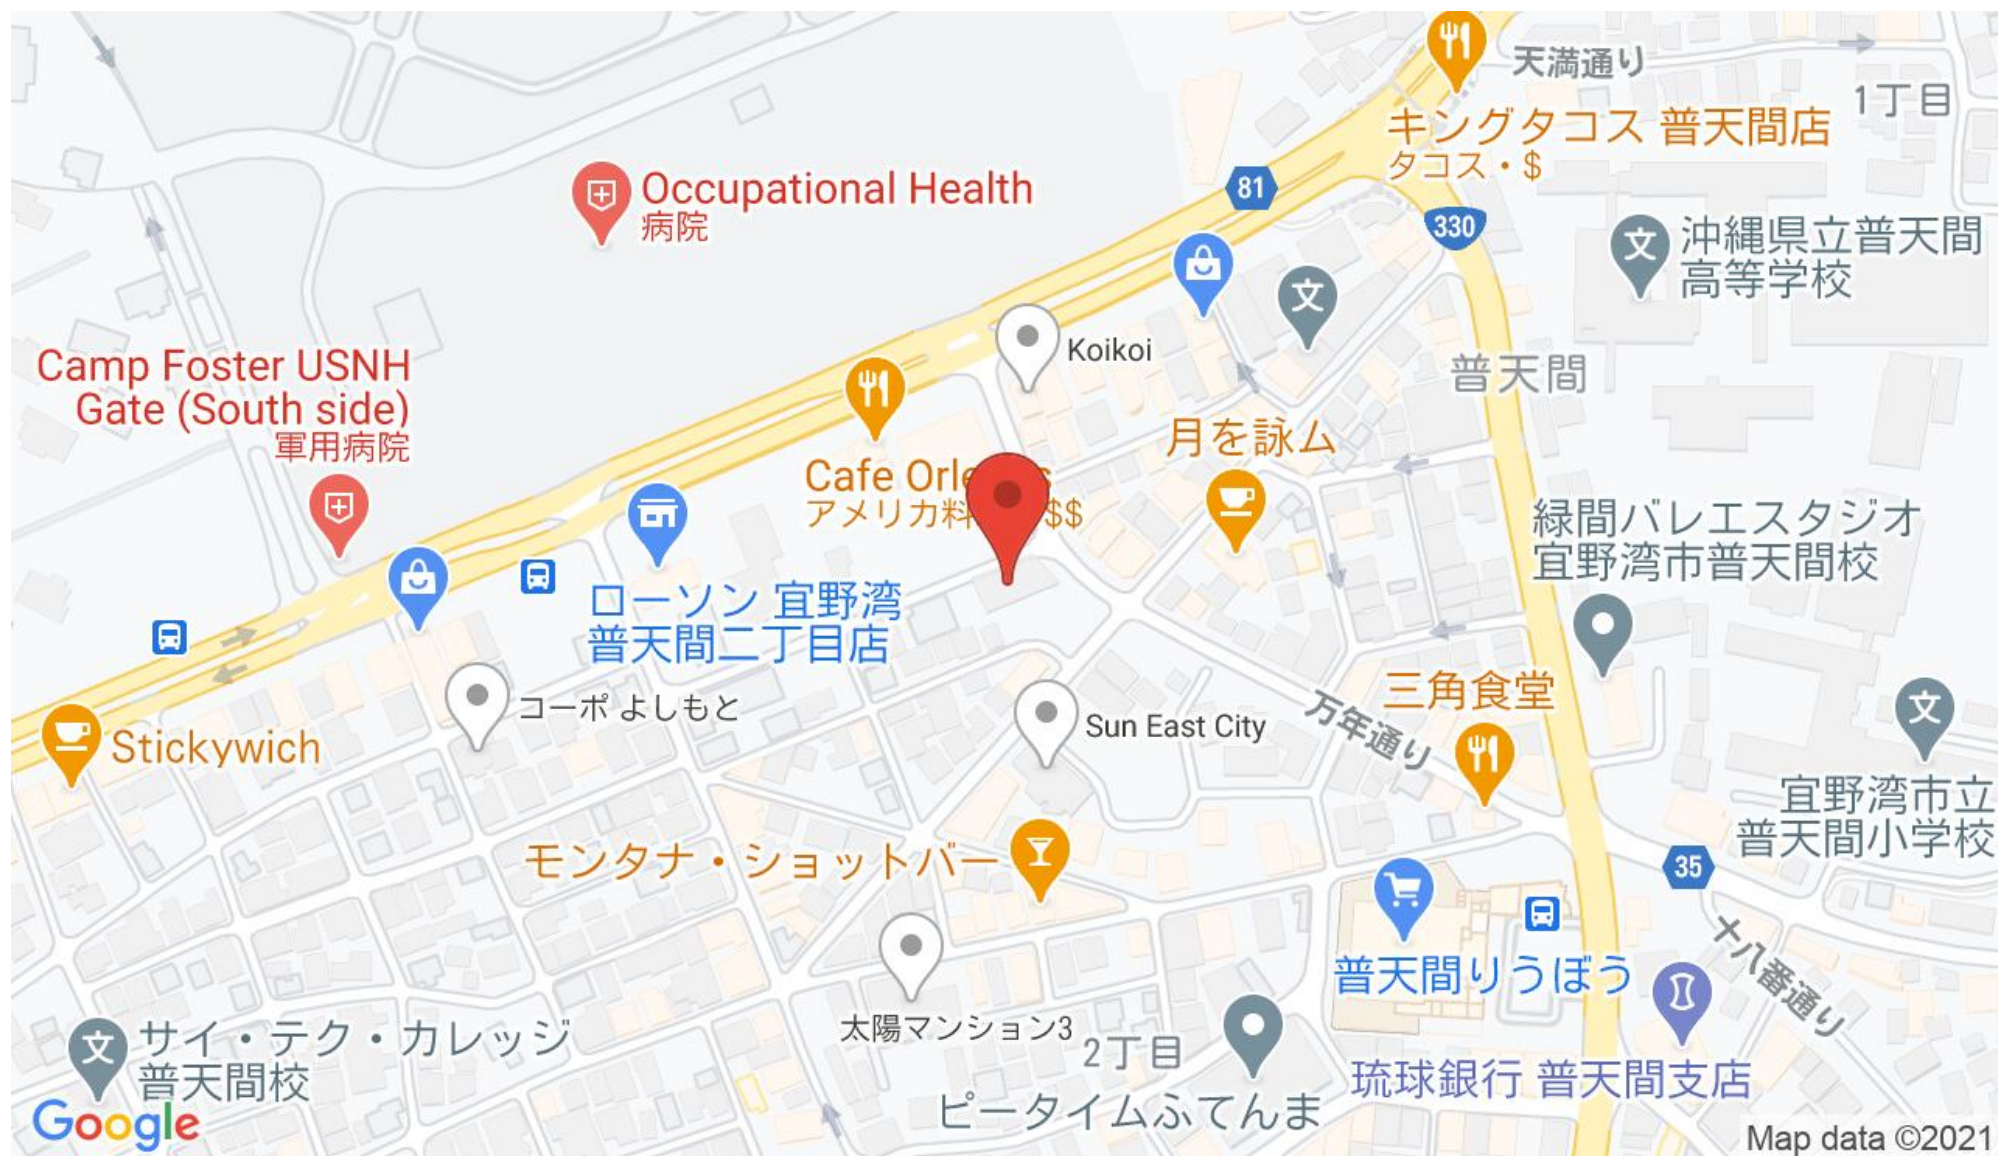 天満通り
1丁目
キングタコス 普天間店
タコス・$
Occupational Health
病院
81
330
文
沖縄県立普天間
高等学校
文
Koikoi
普天間
Camp Foster USNH
Gate (South side)
軍用病院
月を詠ム
Cafe Orle
アメリカ料
$$
緑間バレエスタジオ
宜野湾市普天間校
ローソン 宜野湾
普天間二丁目店
三角食堂
コーポ よしもと
万年通り
Sun East City
文
Stickywich
宜野湾市立
普天間小学校
モンタナ・ショットバー
35
十八番通り
普天間りうぼう
太陽マンション3
2丁目
文
サイ・テク・カレッジ
普天間校
琉球銀行 普天間支店
ピータイムふてんま
Google
Map data ©2021